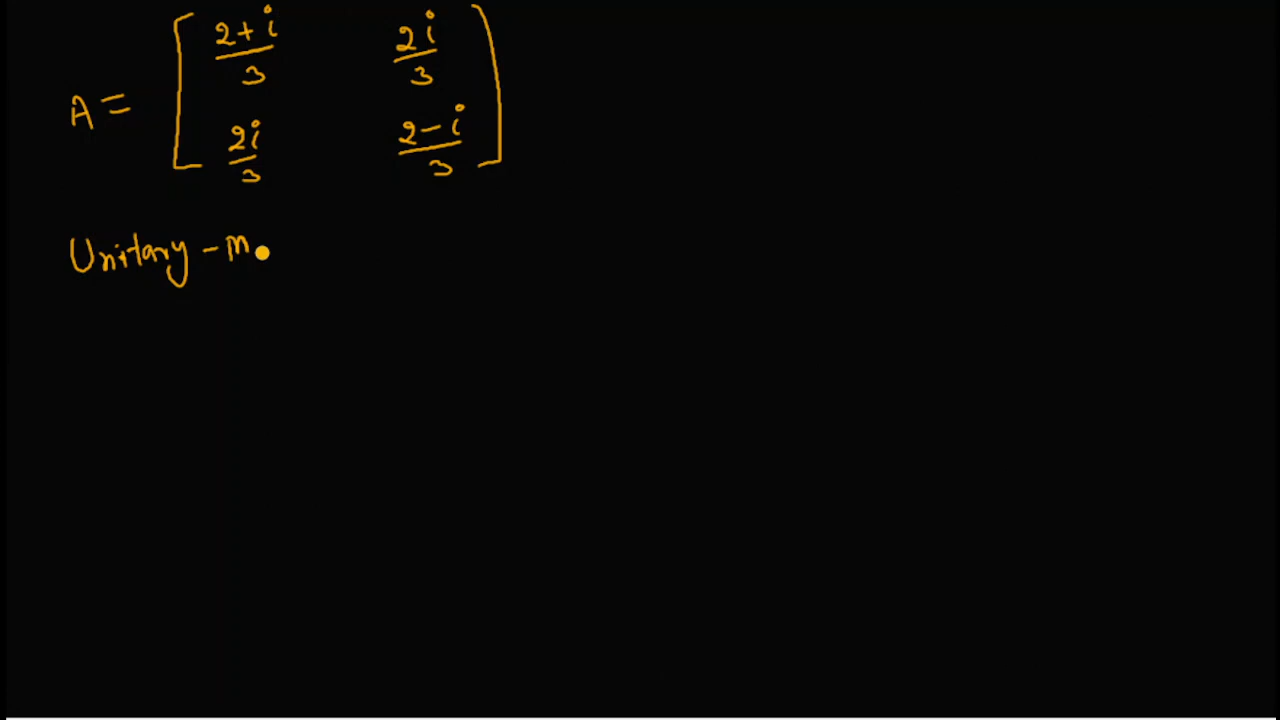 A = [ (2+i)/3 2i/3
2i/3 (2-i)/3 ]
Unitary - m